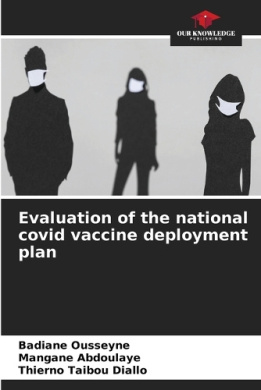 OUR KNOWLEDGE
PUBLISHING
Evaluation of the national
covid vaccine deployment
plan
Badiane Ousseyne
Mangane Abdoulaye
Thierno Taibou Diallo